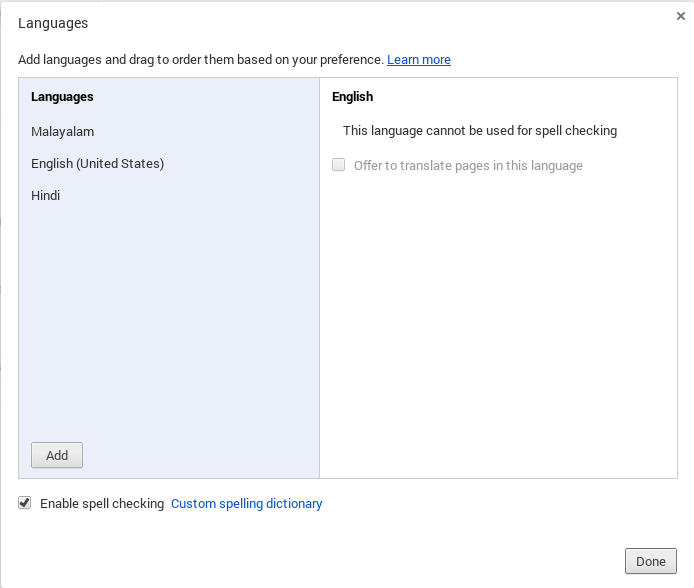 Languages
Add languages and drag to order them based on your preference. Learn more
Languages
Malayalam
English (United States)
Hindi
Add
English
This language cannot be used for spell checking
Offer to translate pages in this language
Enable spell checking Custom spelling dictionary
Done